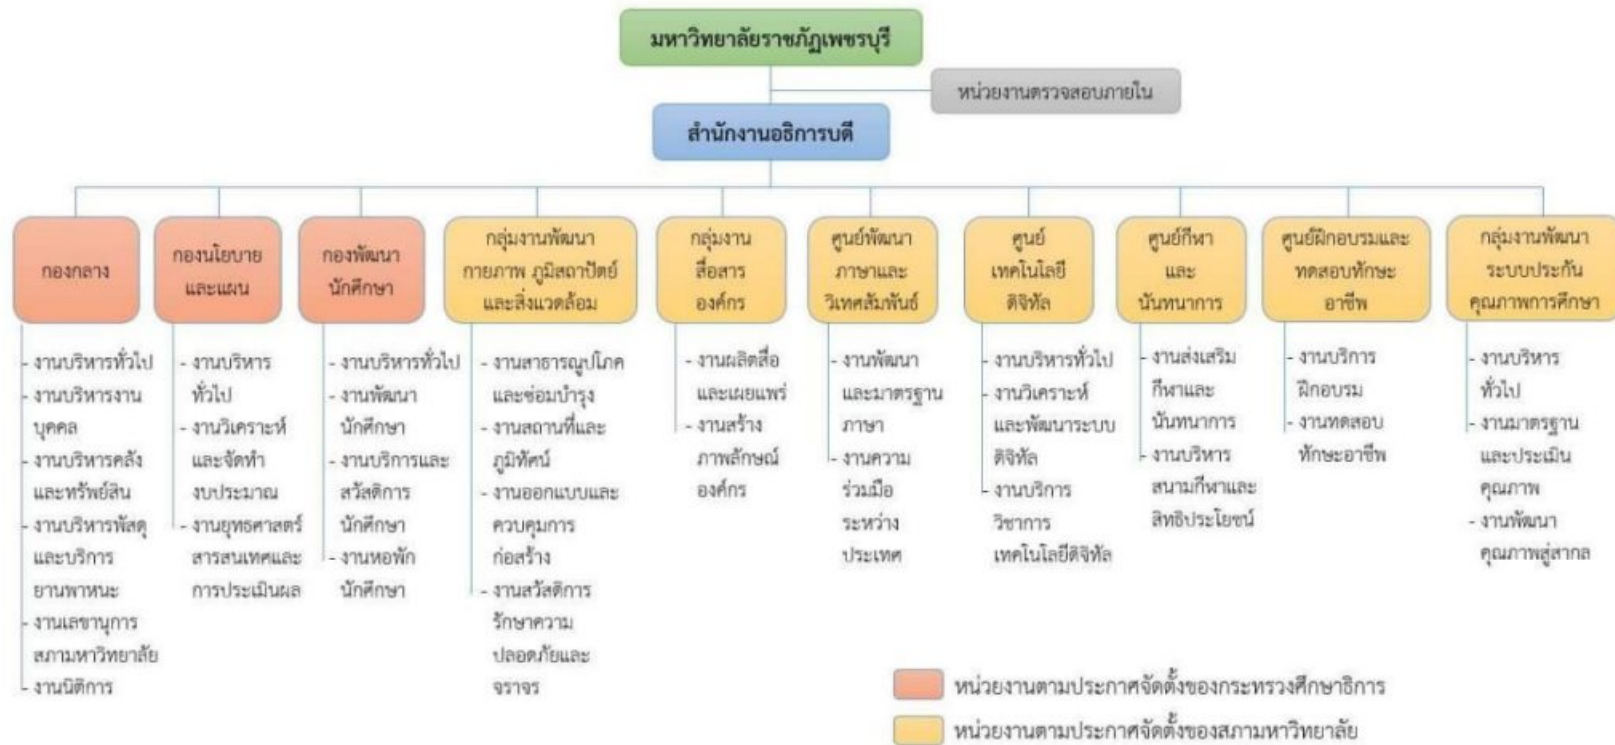 มหาวิทยาลัยราชภัฏเพชรบุรี
หน่วยงานตรวจสอบภายใน
สำนักงานอธิการบดี
กองกลาง
- งานบริหารทั่วไป
- งานบริหารงาน
บุคคล
- งานบริหารคลัง
และทรัพย์สิน
- งานบริหารพัสดุ
และบริการ
ยานพาหนะ
- งานเลขานุการ
สภามหาวิทยาลัย
- งานนิติการ
กองนโยบาย
และแผน
- งานบริหาร
ทั่วไป
- งานวิเคราะห์
และจัดทำ
งบประมาณ
- งานยุทธศาสตร์
สารสนเทศและ
การประเมินผล
กองพัฒนา
นักศึกษา
- งานบริหารทั่วไป
- งานพัฒนา
นักศึกษา
- งานบริการและ
สวัสดิการ
นักศึกษา
- งานหอพัก
นักศึกษา
กลุ่มงานพัฒนา
กายภาพ ภูมิสถาปัตย์
และสิ่งแวดล้อม
- งานสาธารณูปโภค
และซ่อมบำรุง
- งานสถานที่และ
ภูมิทัศน์
- งานออกแบบและ
ควบคุมการ
ก่อสร้าง
- งานสวัสดิการ
รักษาความ
ปลอดภัยและ
จราจร
กลุ่มงาน
สื่อสาร
องค์กร
- งานผลิตสื่อ
และเผยแพร่
- งานสร้าง
ภาพลักษณ์
องค์กร
ศูนย์พัฒนา
ภาษาและ
วิเทศสัมพันธ์
- งานพัฒนา
และมาตรฐาน
ภาษา
- งานความ
ร่วมมือ
ระหว่าง
ประเทศ
ศูนย์
เทคโนโลยี
ดิจิทัล
- งานบริหารทั่วไป
- งานวิเคราะห์
และพัฒนาระบบ
ดิจิทัล
- งานบริการ
วิชาการ
เทคโนโลยีดิจิทัล
ศูนย์กีฬา
และ
นันทนาการ
- งานส่งเสริม
กีฬาและ
นันทนาการ
- งานบริหาร
สนามกีฬาและ
สิทธิประโยชน์
ศูนย์ฝึกอบรมและ
ทดสอบทักษะ
อาชีพ
- งานบริการ
ฝึกอบรม
- งานทดสอบ
ทักษะอาชีพ
กลุ่มงานพัฒนา
ระบบประกัน
คุณภาพการศึกษา
- งานบริหาร
ทั่วไป
- งานมาตรฐาน
และประเมิน
คุณภาพ
- งานพัฒนา
คุณภาพสู่สากล
หน่วยงานตามประกาศจัดตั้งของกระทรวงศึกษาธิการ
หน่วยงานตามประกาศจัดตั้งของสภามหาวิทยาลัย